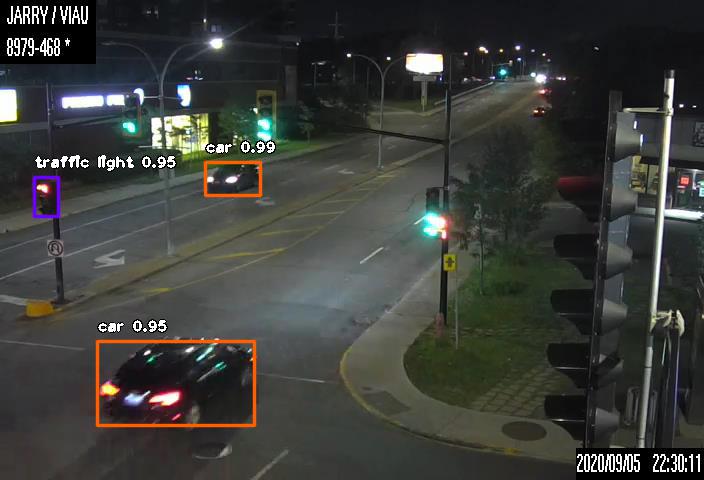 JARRY / VIAU
8979-468 *
traffic light 0.95
car 0.99
car 0.95
2020/09/05 22:30:11